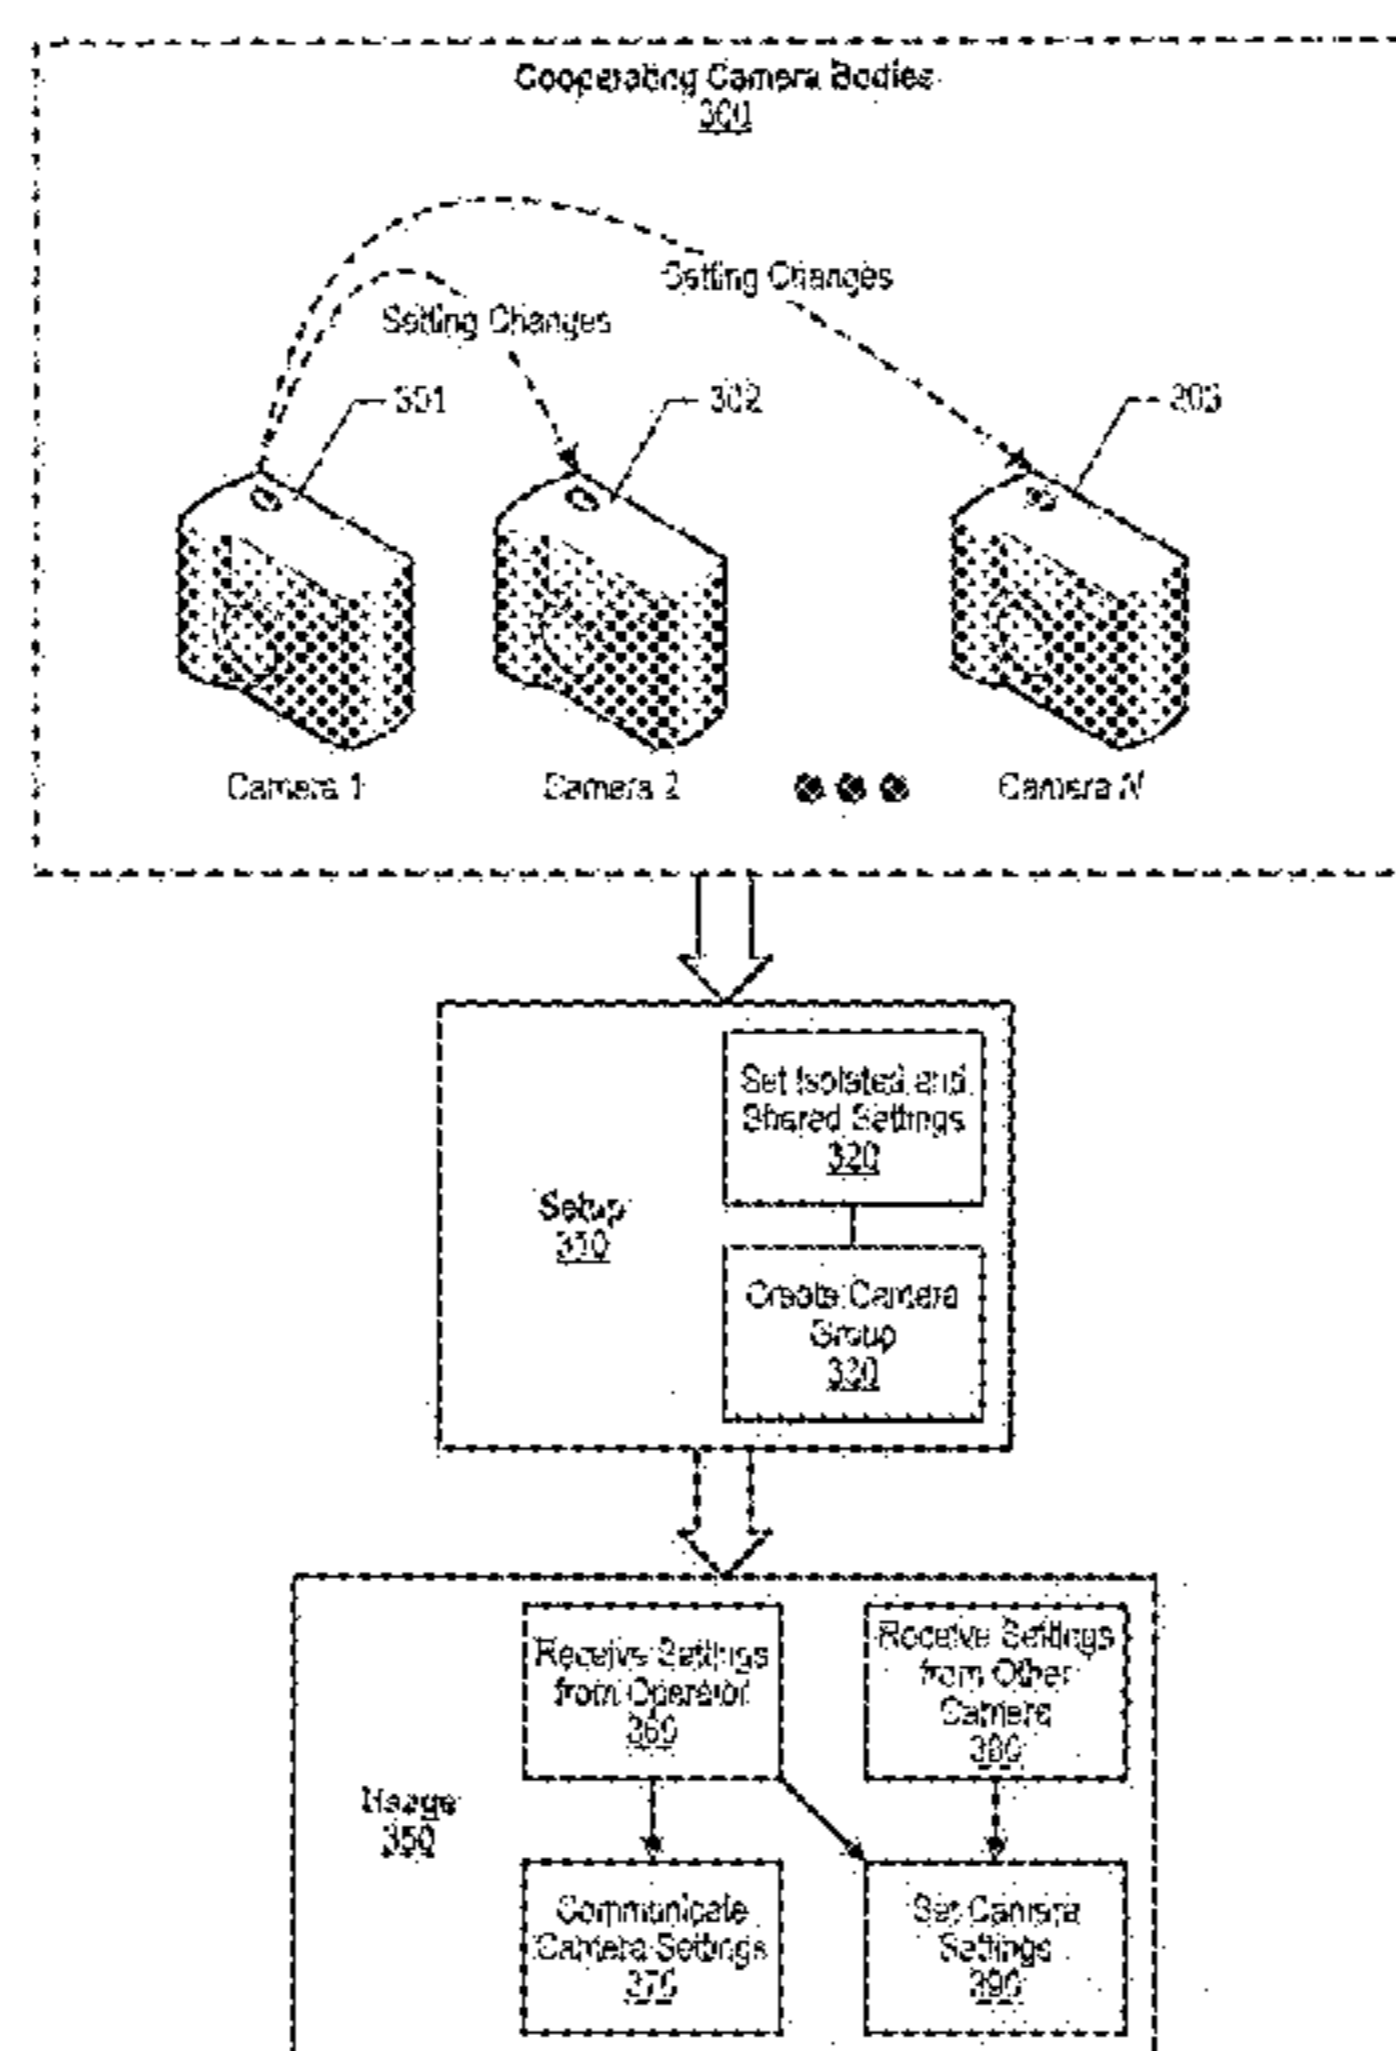 Cooperating Camera Bodies
300
Setting Changes
Setting Changes
301
302
303
Camera 1
Camera 2
Camera N
Set Isolated and
Shared Settings
320
Setup
310
Create Camera
Group
330
Receive Settings
from Operator
360
Receive Settings
from Other
Camera
380
Usage
350
Communicate
Camera Settings
370
Set Camera
Settings
390